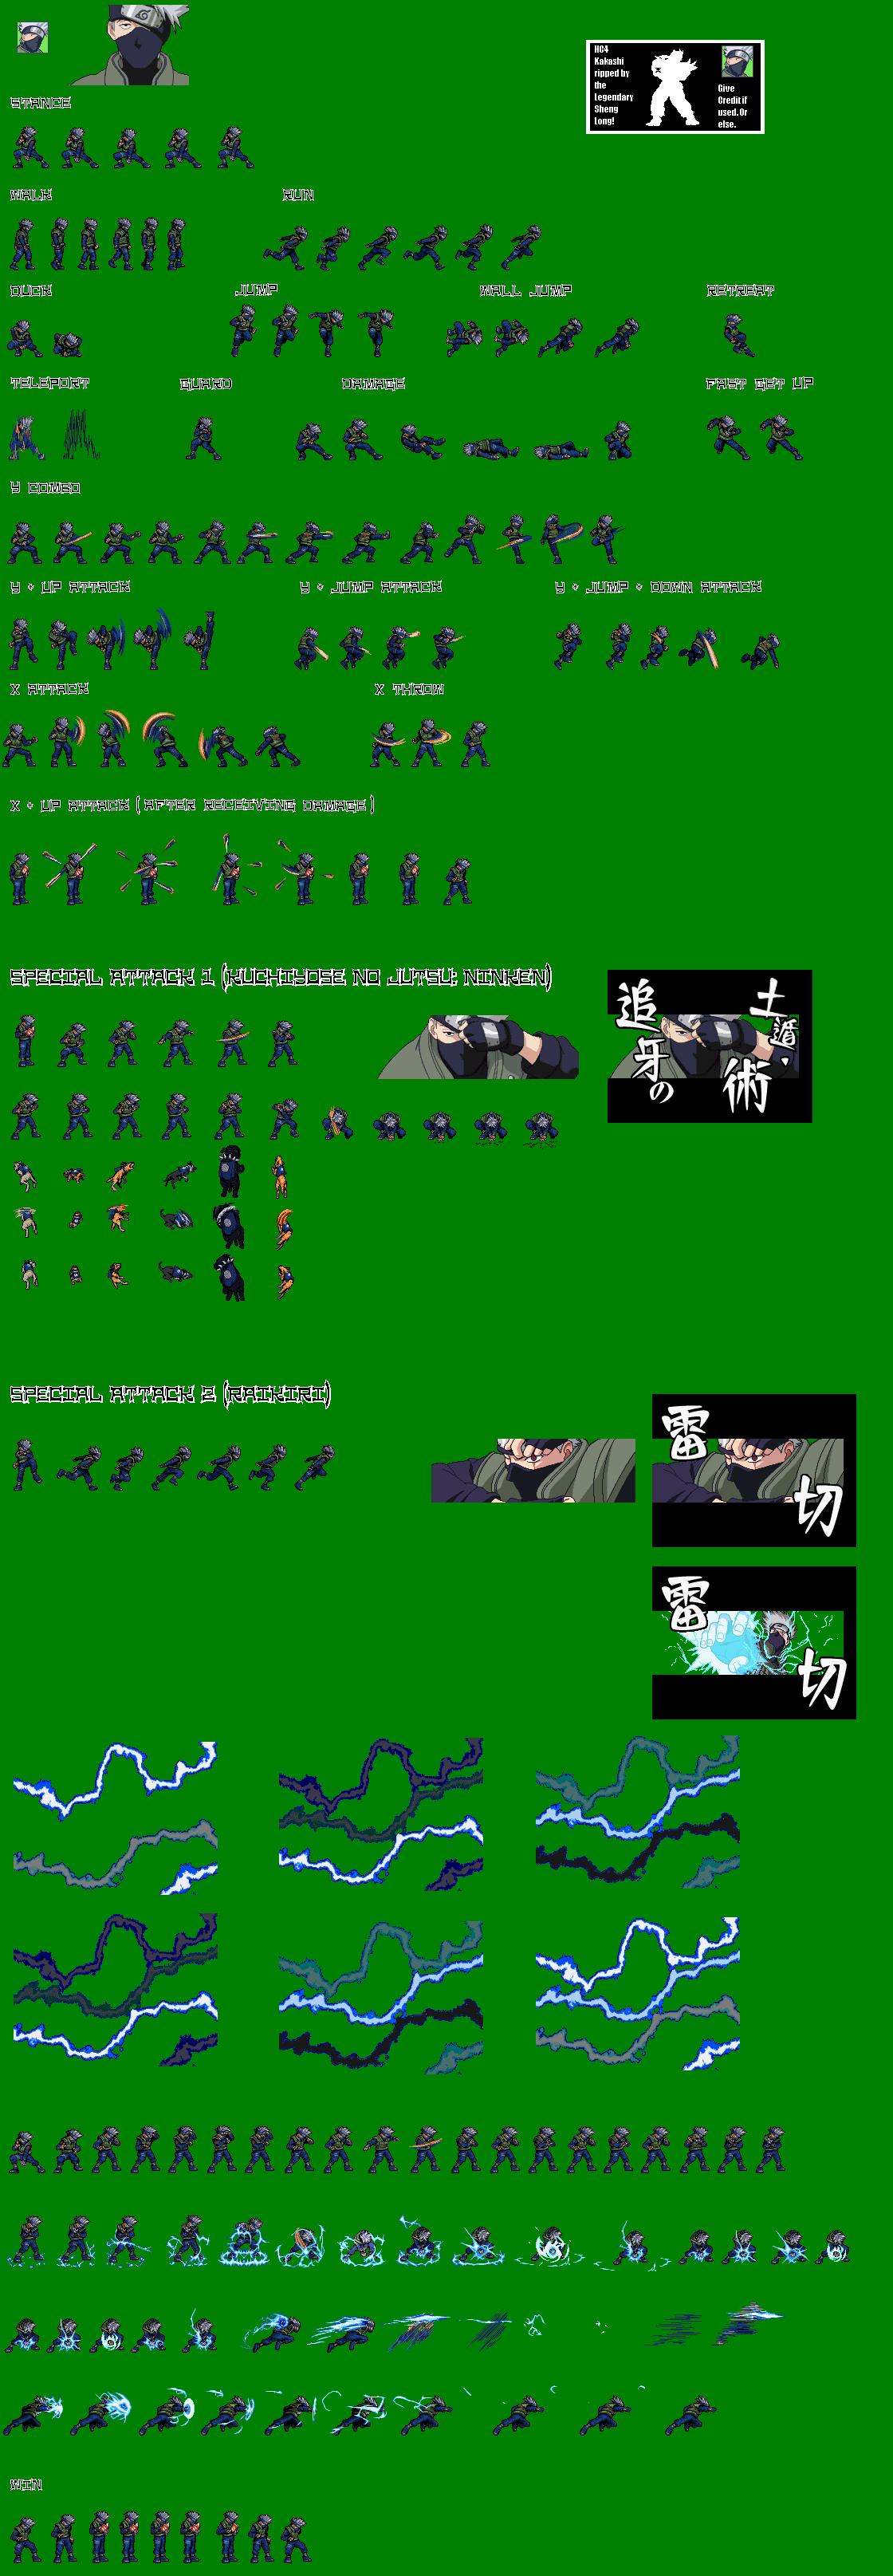 HC4
Kakashi
ripped by
the
Legendary
Sheng
Long!
Give
Credit if
used. Or
else.
STANCE
WALK RUN
DUCK JUMP WALL JUMP RETREAT
TELEPORT GUARD DAMAGE FAST GET UP
Y COMBO
Y + UP ATTACK Y + JUMP ATTACK Y + JUMP + DOWN ATTACK
X ATTACK X THROW
X + UP ATTACK (AFTER RECEIVING DAMAGE)
SPECIAL ATTACK 1 (KUCHIYOSE NO JUTSU: NINKEN)
土遁・
追牙の
術
SPECIAL ATTACK 2 (RAIKIRI)
雷
切
雷
切
WIN